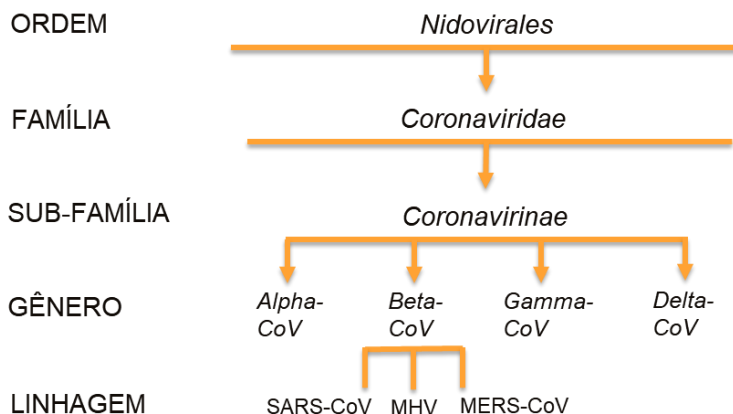 ORDEM Nidovirales
FAMÍLIA Coronaviridae
SUB-FAMÍLIA Coronavirinae
GÊNERO Alpha- Beta- Gamma- Delta-
CoV CoV CoV CoV
LINHAGEM SARS-CoV MHV MERS-CoV